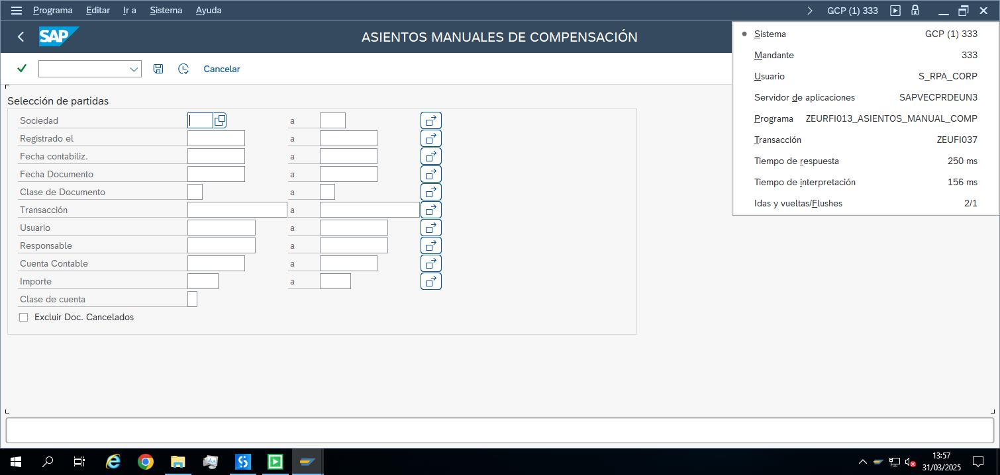 Programa Editar Ir a Sistema Ayuda GCP (1) 333
SAP ASIENTOS MANUALES DE COMPENSACIÓN
Cancelar
Sistema GCP (1) 333
Mandante 333
Usuario S_RPA_CORP
Servidor de aplicaciones SAPVECPRDEUN3
Programa ZEURFI013_ASIENTOS_MANUAL_COMP
Transacción ZEUFI037
Tiempo de respuesta 250 ms
Tiempo de interpretación 156 ms
Idas y vueltas/Flushes 2/1
Selección de partidas
Sociedad a
Registrado el a
Fecha contabiliz. a
Fecha Documento a
Clase de Documento a
Transacción a
Usuario a
Responsable a
Cuenta Contable a
Importe a
Clase de cuenta
Excluir Doc. Cancelados
13:57
31/03/2025